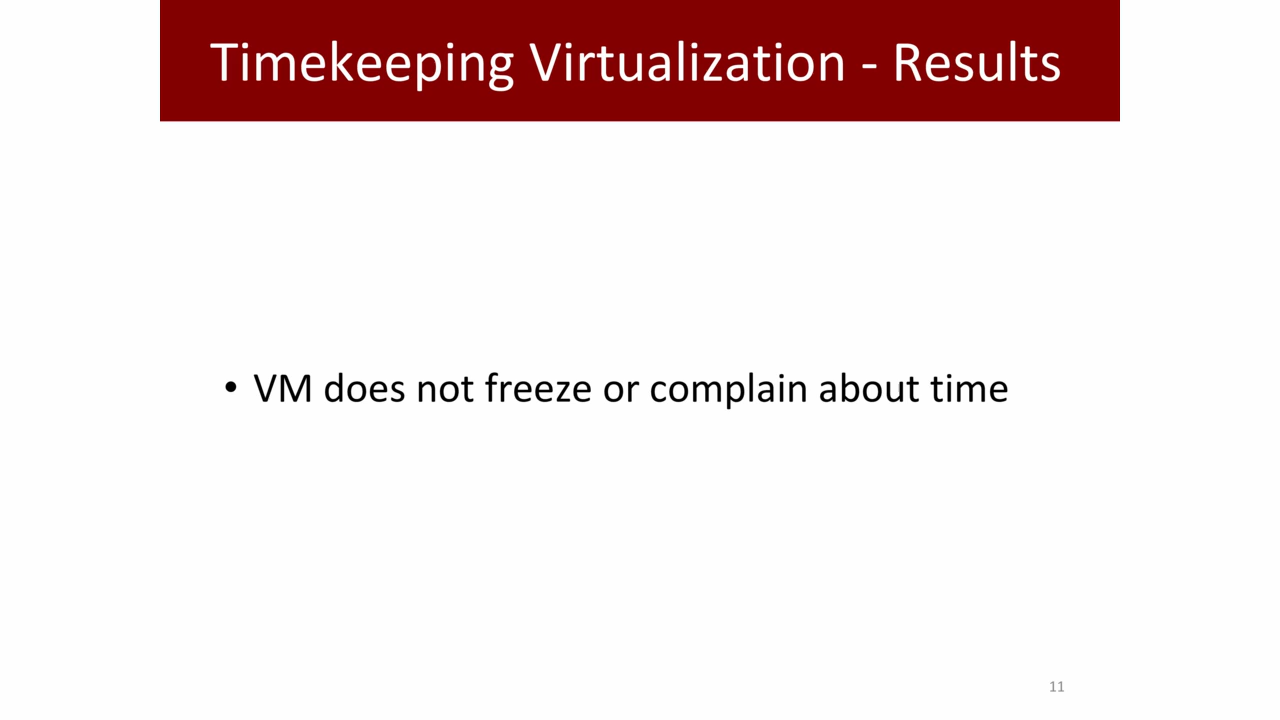 Timekeeping Virtualization - Results
• VM does not freeze or complain about time
11